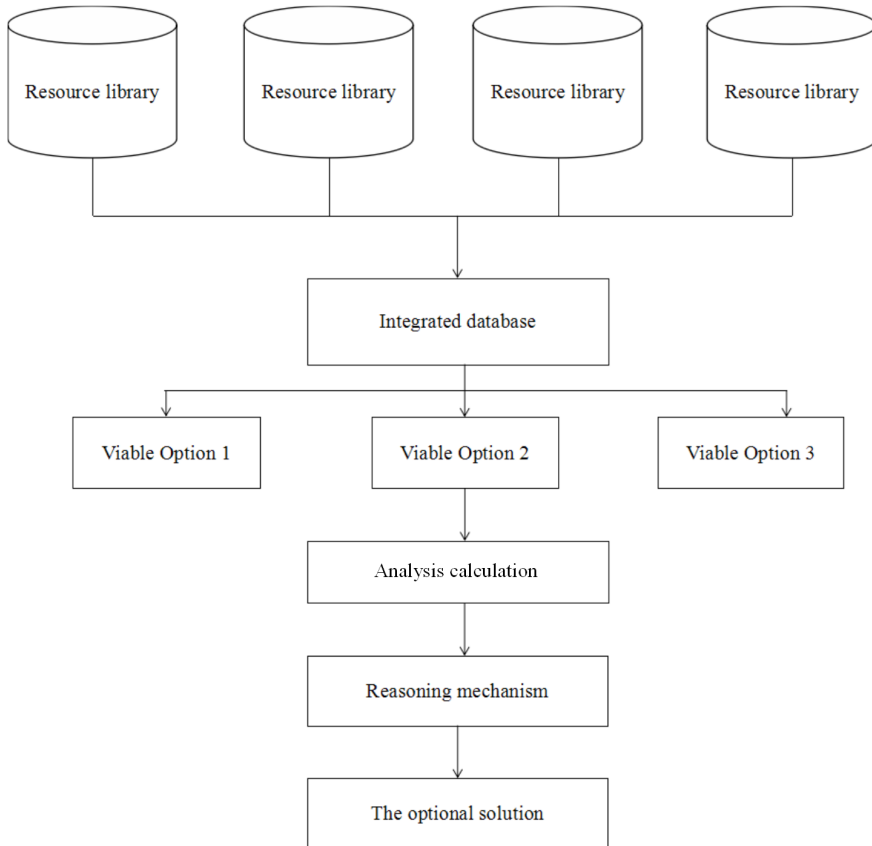 Resource library
Resource library
Resource library
Resource library
Integrated database
Viable Option 1
Viable Option 2
Viable Option 3
Analysis calculation
Reasoning mechanism
The optional solution